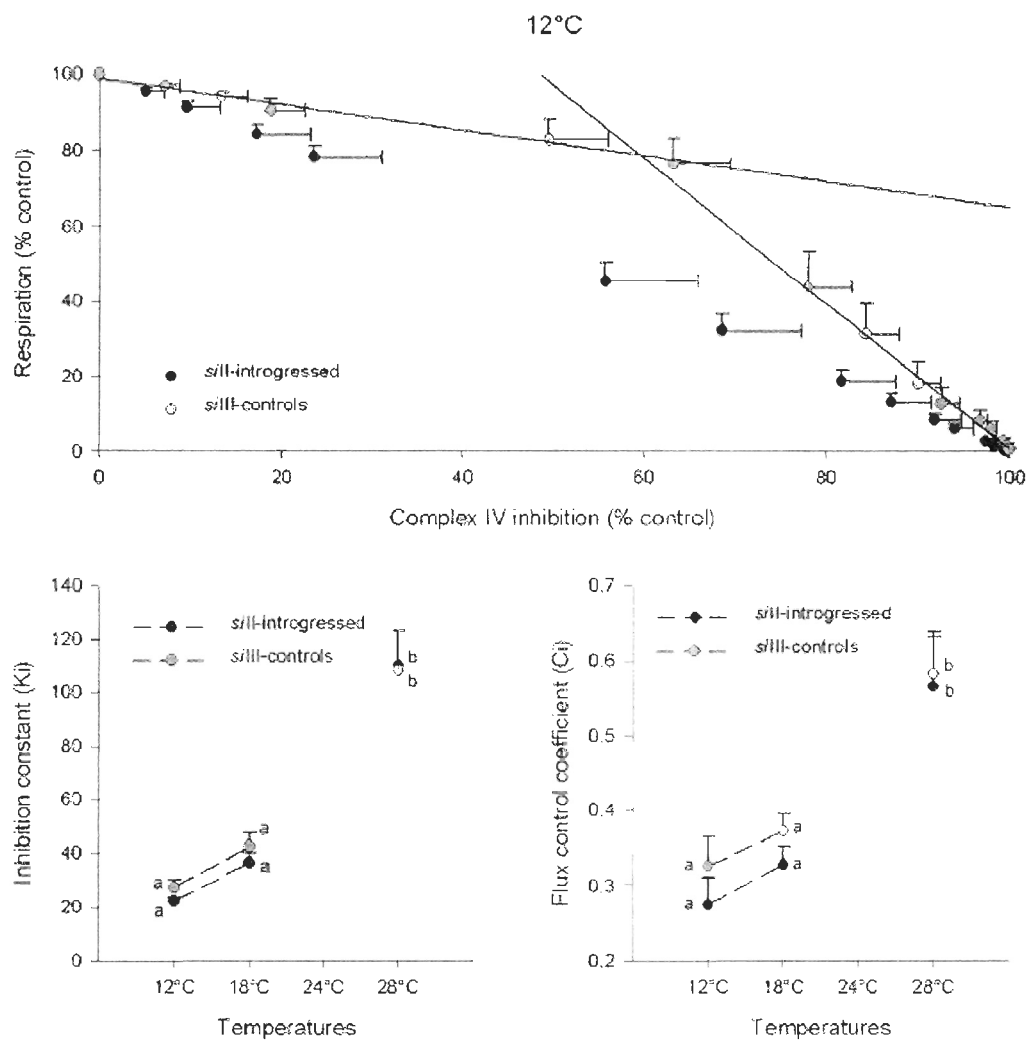 12°C
Respiration (% control)
100
80
60
40
20
0
siII-introgressed
siIII-controls
0 20 40 60 80 100
Complex IV inhibition (% control)
Inhibition constant (Ki)
140
120
100
80
60
40
20
0
siII-introgressed
siIII-controls
b
b
a
a
a
a
12°C 18°C 24°C 28°C
Temperatures
Flux control coefficient (Ci)
0.7
0.6
0.5
0.4
0.3
0.2
siII-introgressed
siIII-controls
b
b
a
a
a
a
12°C 18°C 24°C 28°C
Temperatures